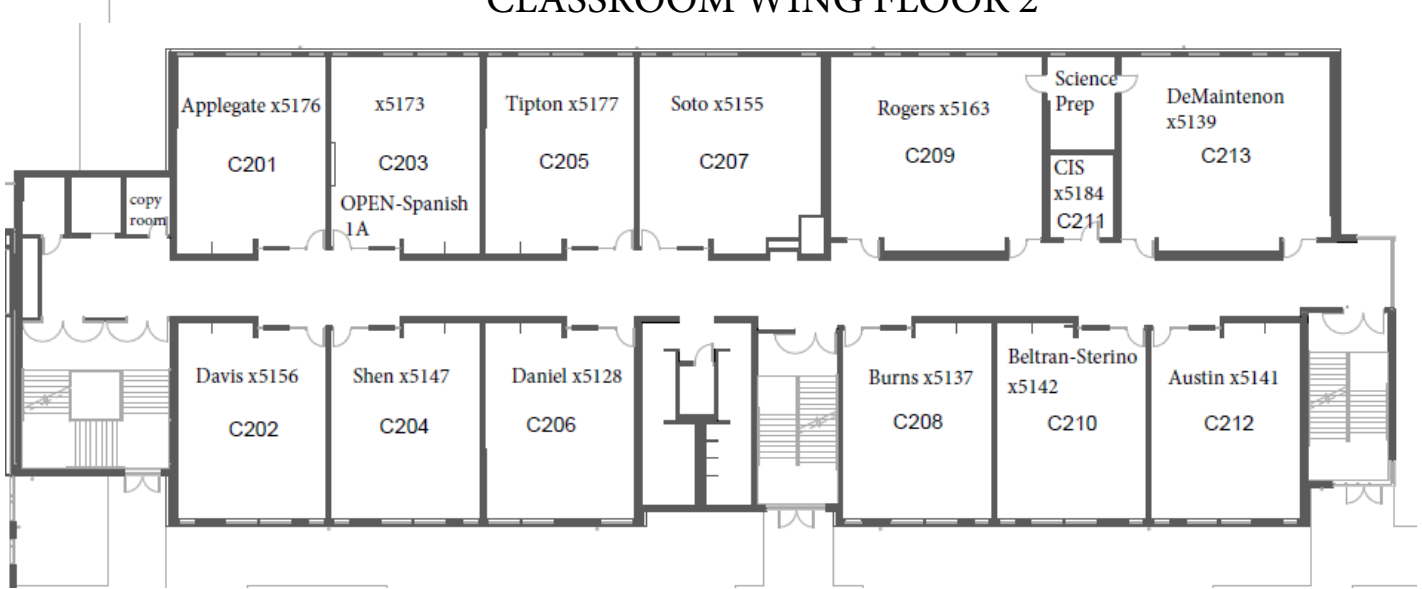 CLASSROOM WING FLOOR 2
Applegate x5176
C201
x5173
C203
OPEN-Spanish
1A
Tipton x5177
C205
Soto x5155
C207
Rogers x5163
C209
Science
Prep
CIS
x5184
C211
DeMaintenon
x5139
C213
copy
room
Davis x5156
C202
Shen x5147
C204
Daniel x5128
C206
Burns x5137
C208
Beltran-Sterino
x5142
C210
Austin x5141
C212